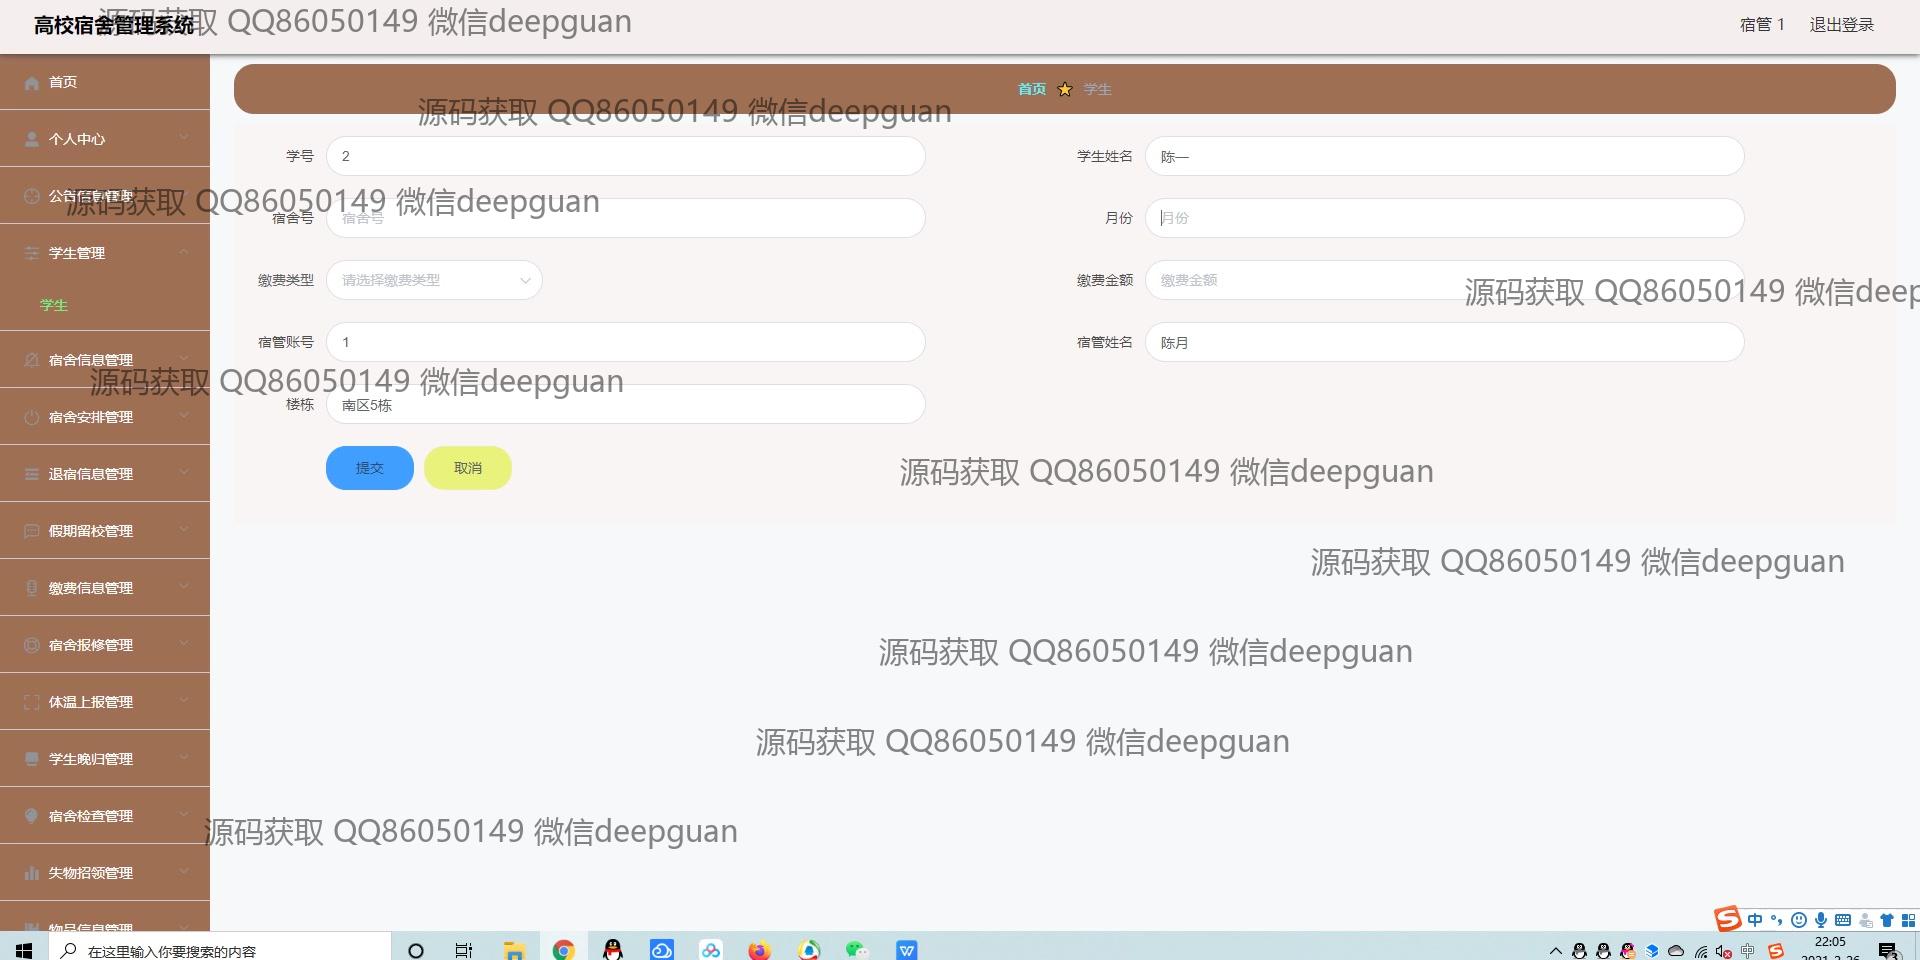 高校宿舍管理系统
源码获取 QQ86050149 微信deepguan
宿管 1
退出登录
首页
个人中心
公告信息管理
学生管理
学生
宿舍信息管理
宿舍安排管理
退宿信息管理
假期留校管理
缴费信息管理
宿舍报修管理
体温上报管理
学生晚归管理
宿舍检查管理
失物招领管理
物品信息管理
首页 学生
源码获取 QQ86050149 微信deepguan
学号 2
学生姓名 陈一
源码获取 QQ86050149 微信deepguan
宿舍号 宿舍号
月份 月份
缴费类型 请选择缴费类型
缴费金额 缴费金额
源码获取 QQ86050149 微信deep
宿管账号 1
宿管姓名 陈月
源码获取 QQ86050149 微信deepguan
楼栋 南区5栋
提交 取消
源码获取 QQ86050149 微信deepguan
源码获取 QQ86050149 微信deepguan
源码获取 QQ86050149 微信deepguan
源码获取 QQ86050149 微信deepguan
源码获取 QQ86050149 微信deepguan
中
在这里输入你要搜索的内容
中
22:05
2021-2-26